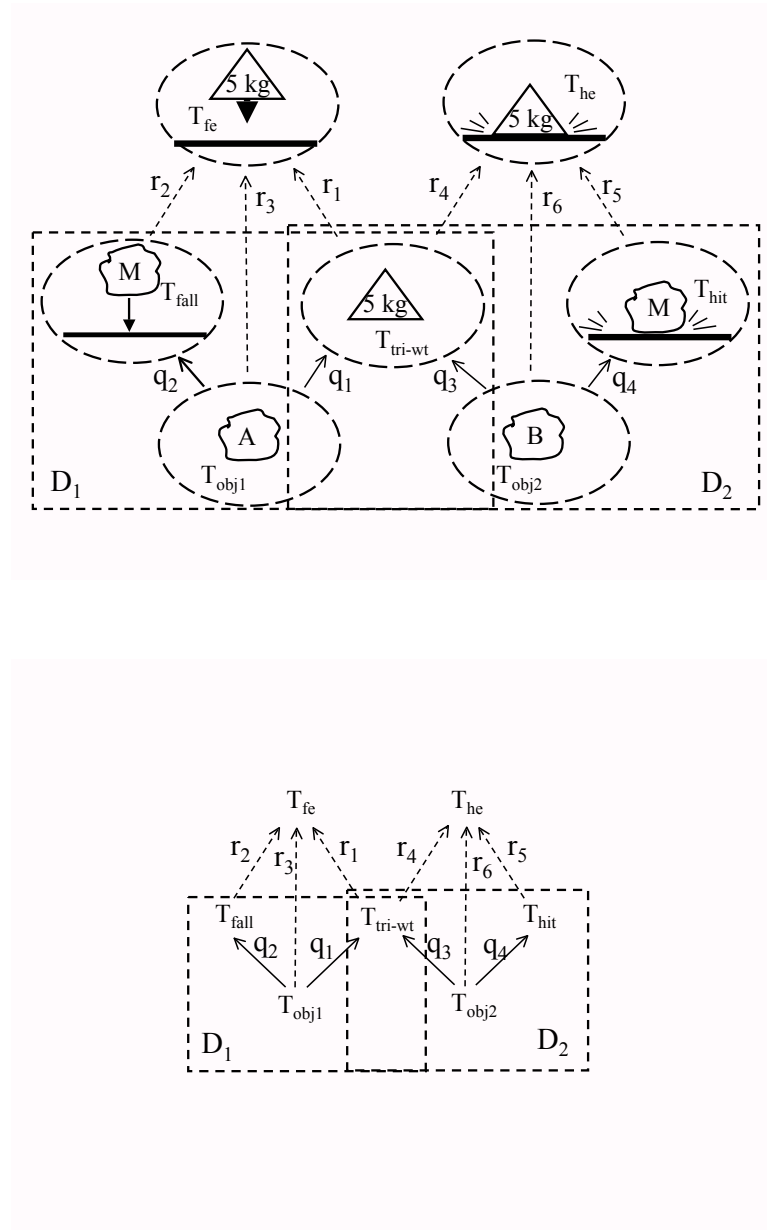 5 kg
T_fe
T_he
5 kg
r_2
r_3
r_1
r_4
r_6
r_5
M
T_fall
5 kg
T_tri-wt
M
T_hit
q_2
q_1
q_3
q_4
A
B
T_obj1
T_obj2
D_1
D_2
T_fe
T_he
r_2
r_3
r_1
r_4
r_6
r_5
T_fall
T_tri-wt
T_hit
q_2
q_1
q_3
q_4
T_obj1
T_obj2
D_1
D_2